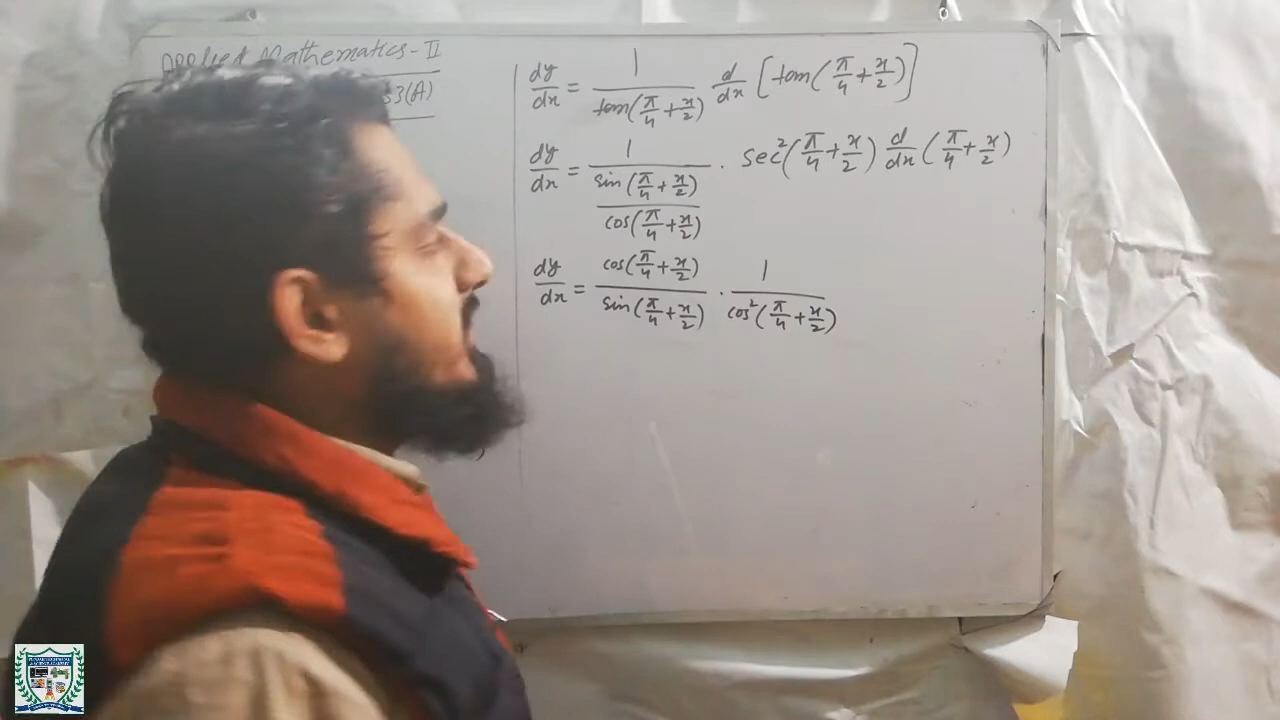 Applied Mathematics-II
53(A)
dy/dx = 1/tan(π/4+x/2) d/dx [tan(π/4+x/2)]
dy/dx = 1/(sin(π/4+x/2)/cos(π/4+x/2)) · sec²(π/4+x/2) d/dx (π/4+x/2)
dy/dx = cos(π/4+x/2)/sin(π/4+x/2) · 1/cos²(π/4+x/2)